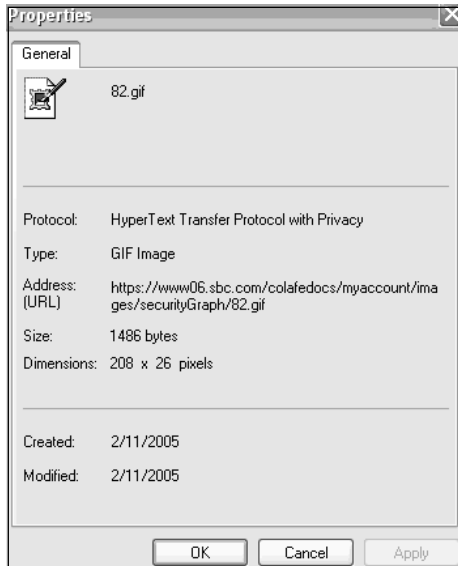 Properties
General
82.gif
Protocol: HyperText Transfer Protocol with Privacy
Type: GIF Image
Address: (URL) https://www06.sbc.com/colafedocs/myaccount/ima
ges/securityGraph/82.gif
Size: 1486 bytes
Dimensions: 208 x 26 pixels
Created: 2/11/2005
Modified: 2/11/2005
OK Cancel Apply